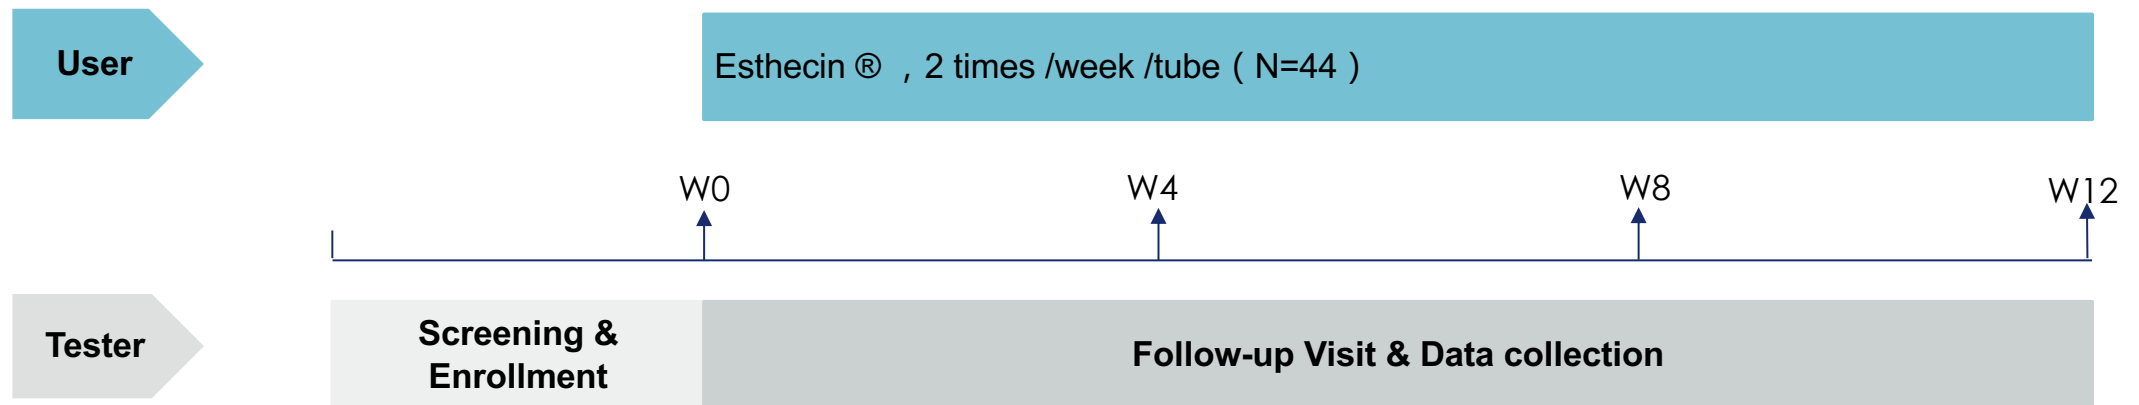 User
Esthecin ® , 2 times /week /tube ( N=44 )
W0
W4
W8
W12
Tester
Screening &
Enrollment
Follow-up Visit & Data collection